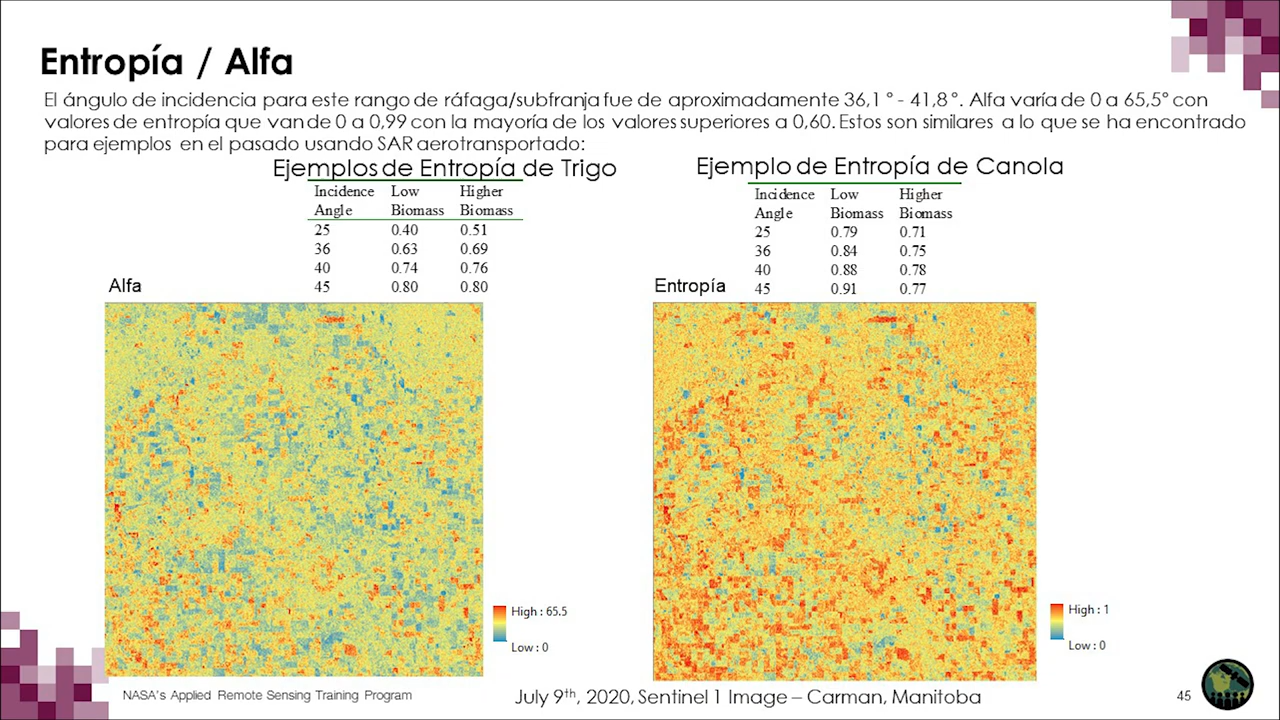 Entropía / Alfa
El ángulo de incidencia para este rango de ráfaga/subfranja fue de aproximadamente 36,1 ° - 41,8 °. Alfa varía de 0 a 65,5° con
valores de entropía que van de 0 a 0,99 con la mayoría de los valores superiores a 0,60. Estos son similares a lo que se ha encontrado
para ejemplos en el pasado usando SAR aerotransportado:
Ejemplos de Entropía de Trigo
Incidence Low Higher
Angle Biomass Biomass
25 0.40 0.51
36 0.63 0.69
40 0.74 0.76
45 0.80 0.80
Ejemplo de Entropía de Canola
Incidence Low Higher
Angle Biomass Biomass
25 0.79 0.71
36 0.84 0.75
40 0.88 0.78
45 0.91 0.77
Alfa
High : 65.5
Low : 0
Entropía
High : 1
Low : 0
NASA's Applied Remote Sensing Training Program
July 9th, 2020, Sentinel 1 Image – Carman, Manitoba
45